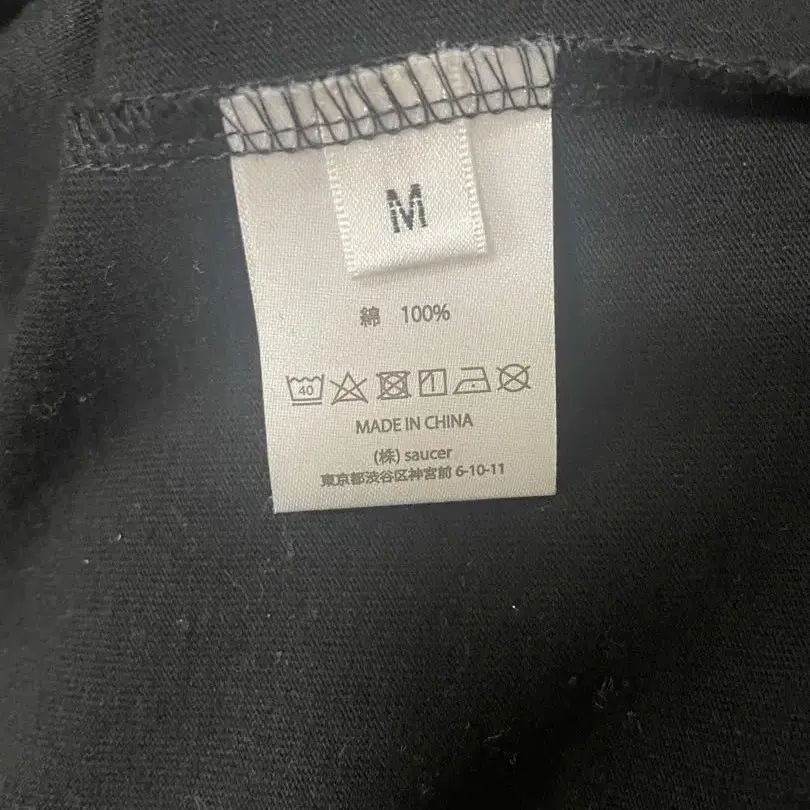 M
綿 100%
40
MADE IN CHINA
(株) saucer
東京都渋谷区神宮前 6-10-11